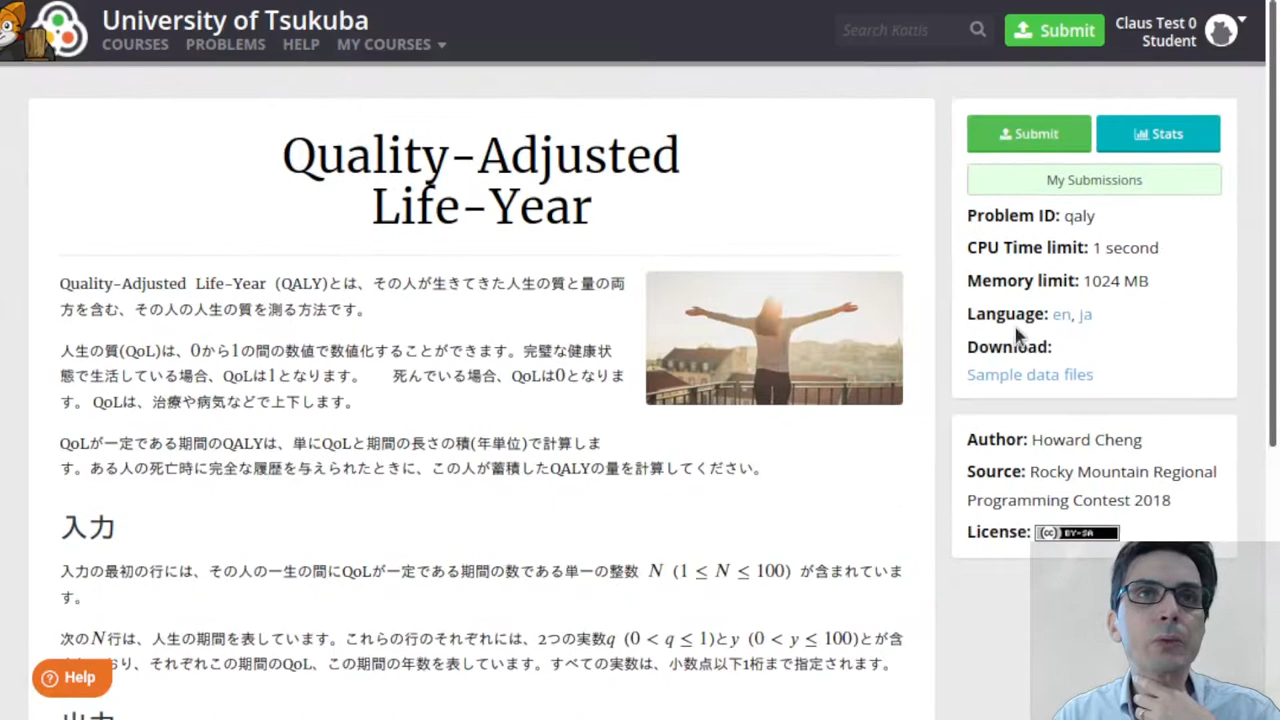 University of Tsukuba
COURSES PROBLEMS HELP MY COURSES
Search Kattis
Submit
Claus Test 0
Student
Quality-Adjusted
Life-Year
Quality-Adjusted Life-Year (QALY)とは、その人が生きてきた人生の質と量の両
方を含む、その人の人生の質を測る方法です。
人生の質(QoL)は、0から1の間の数値で数値化することができます。完璧な健康状
態で生活している場合、QoLは1となります。 死んでいる場合、QoLは0となりま
す。 QoLは、治療や病気などで上下します。
QoLが一定である期間のQALYは、単にQoLと期間の長さの積(年単位)で計算しま
す。ある人の死亡時に完全な履歴を与えられたときに、この人が蓄積したQALYの量を計算してください。
入力
入力の最初の行には、その人の一生の間にQoLが一定である期間の数である単一の整数 N (1 ≤ N ≤ 100) が含まれていま
す。
次のN行は、人生の期間を表しています。これらの行のそれぞれには、2つの実数q (0 < q ≤ 1)とy (0 < y ≤ 100)とが含
おり、それぞれこの期間のQoL、この期間の年数を表しています。すべての実数は、小数点以下1桁まで指定されます。
出力
Help
Submit
Stats
My Submissions
Problem ID: qaly
CPU Time limit: 1 second
Memory limit: 1024 MB
Language: en, ja
Download:
Sample data files
Author: Howard Cheng
Source: Rocky Mountain Regional
Programming Contest 2018
License: (cc) BY-SA